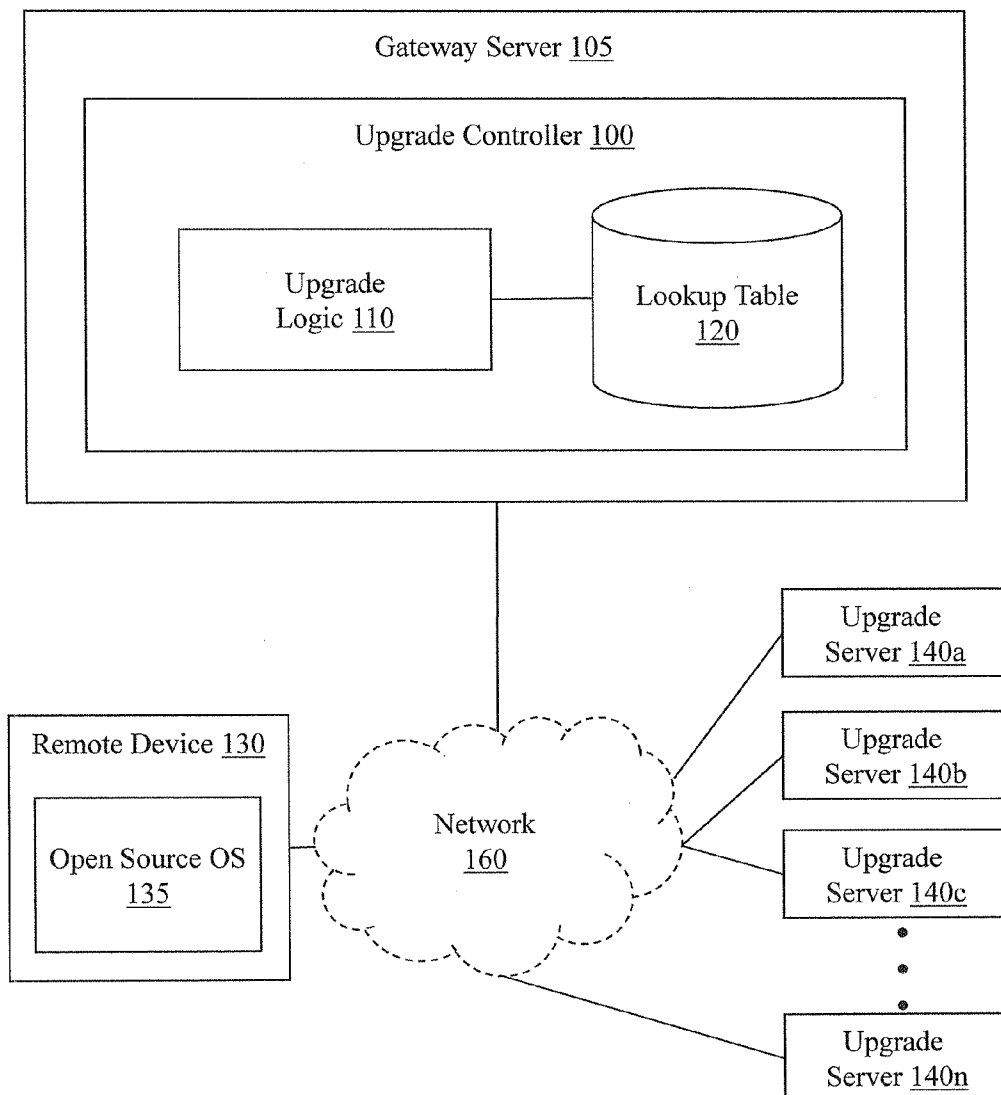 Gateway Server 105
Upgrade Controller 100
Upgrade
Logic 110
Lookup Table
120
Upgrade
Server 140a
Remote Device 130
Open Source OS
135
Network
160
Upgrade
Server 140b
Upgrade
Server 140c
Upgrade
Server 140n